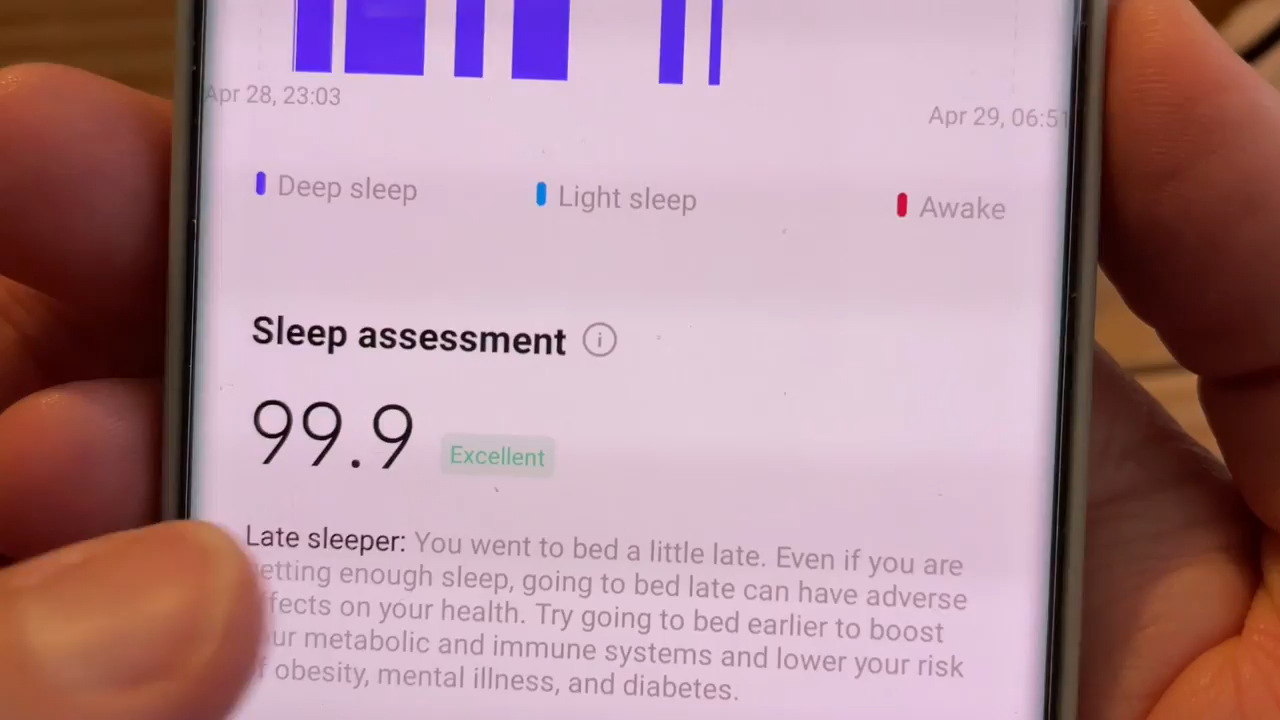 Apr 28, 23:03
Apr 29, 06:51
Deep sleep
Light sleep
Awake
Sleep assessment
99.9 Excellent
Late sleeper: You went to bed a little late. Even if you are
etting enough sleep, going to bed late can have adverse
ffects on your health. Try going to bed earlier to boost
ur metabolic and immune systems and lower your risk
f obesity, mental illness, and diabetes.